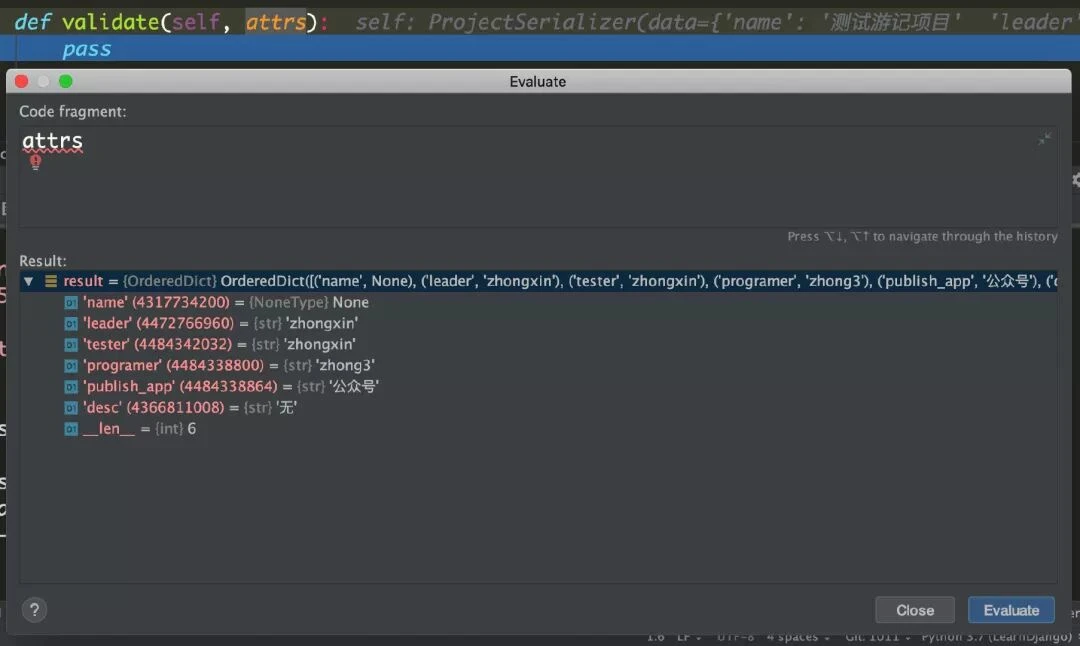 def validate(self, attrs): self: ProjectSerializer(data={'name': '测试游记项目' 'leader'
pass
Evaluate
Code fragment:
attrs
Press ⌥↓, ⌥↑ to navigate through the history
Result:
result = {OrderedDict} OrderedDict([('name', None), ('leader', 'zhongxin'), ('tester', 'zhongxin'), ('programer', 'zhong3'), ('publish_app', '公众号'), ('d
'name' (4317734200) = {NoneType} None
'leader' (4472766960) = {str} 'zhongxin'
'tester' (4484342032) = {str} 'zhongxin'
'programer' (4484338800) = {str} 'zhong3'
'publish_app' (4484338864) = {str} '公众号'
'desc' (4366811008) = {str} '无'
__len__ = {int} 6
? Close Evaluate
1:6 LF UTF-8 4 spaces Git: 1011 Python 3.7 (LearnDjango)